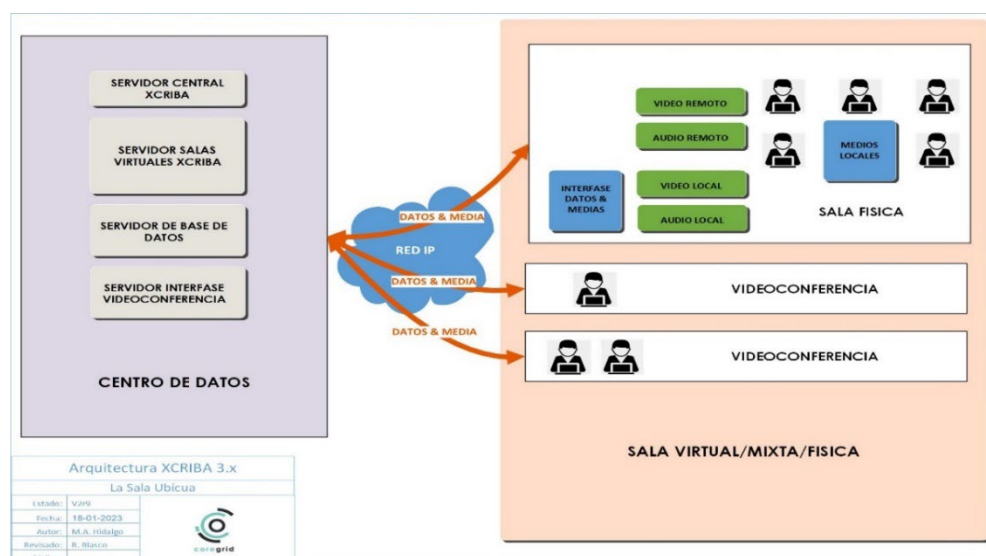 SERVIDOR CENTRAL
XCRIBA
SERVIDOR SALAS
VIRTUALES XCRIBA
SERVIDOR DE BASE DE
DATOS
SERVIDOR INTERFASE
VIDEOCONFERENCIA
CENTRO DE DATOS
DATOS & MEDIA
RED IP
DATOS & MEDIA
DATOS & MEDIA
VIDEO REMOTO
AUDIO REMOTO
INTERFASE
DATOS &
MEDIAS
VIDEO LOCAL
AUDIO LOCAL
MEDIOS
LOCALES
SALA FISICA
VIDEOCONFERENCIA
VIDEOCONFERENCIA
SALA VIRTUAL/MIXTA/FISICA
Arquitectura XCRIBA 3.x
La Sala Ubicua
Estado: V2r9
Fecha: 18-01-2023
Autor: M.A. Hidalgo
Revisado: R. Blasco
coregrid